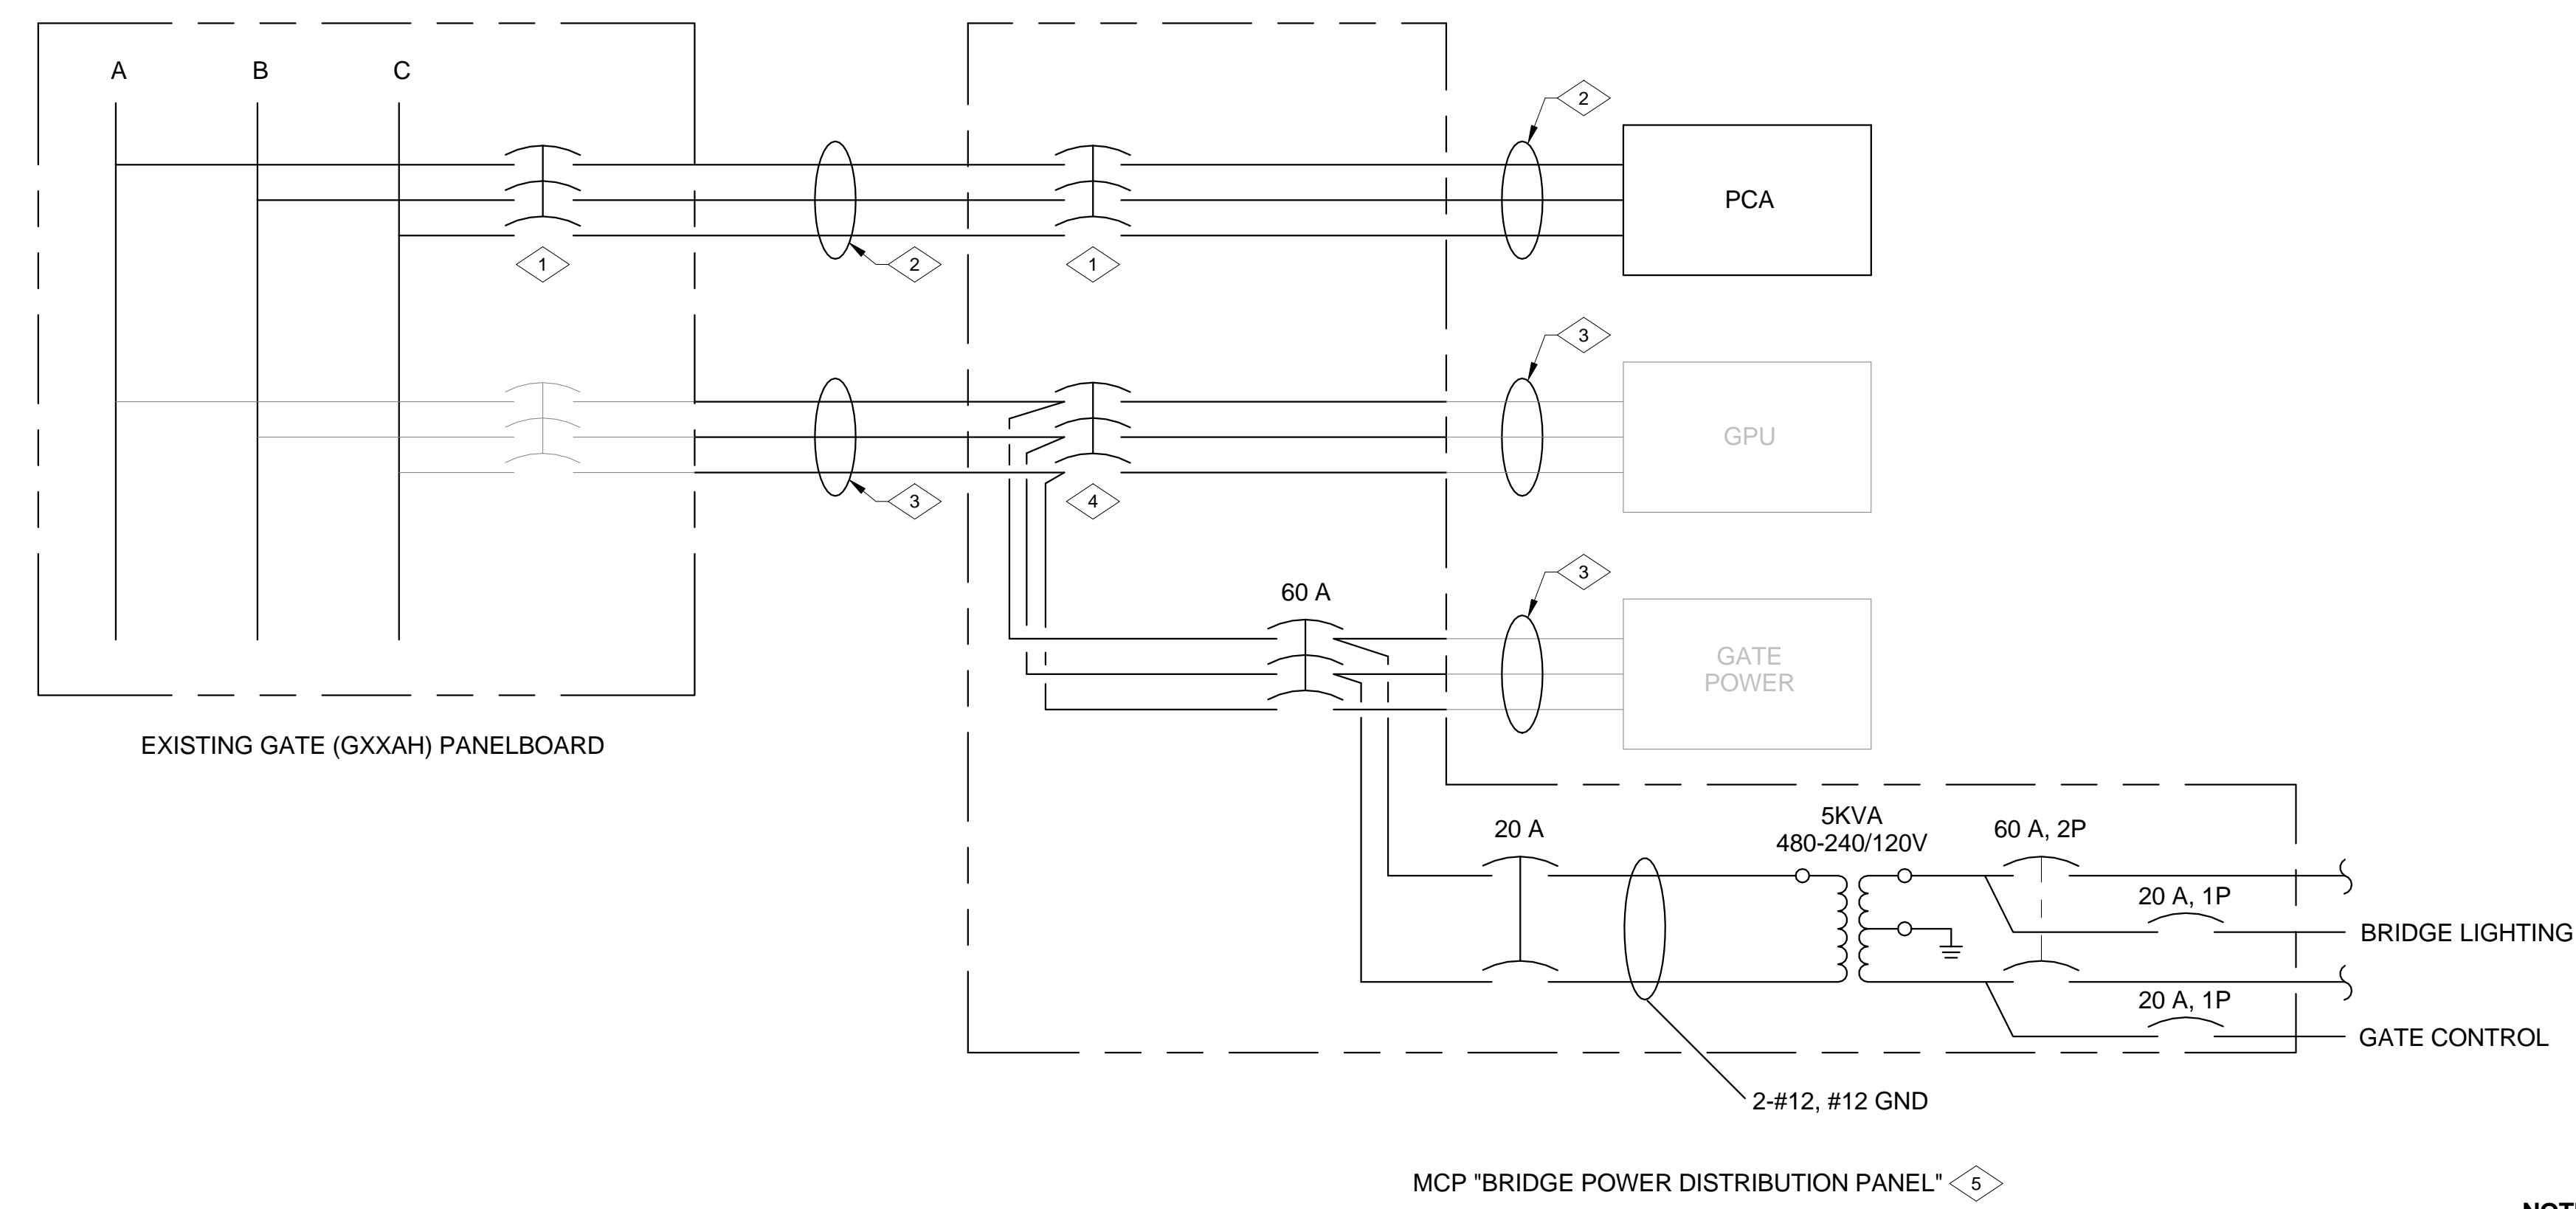 A B C
2
PCA
1
2
1
3
GPU
3
4
3
60 A
GATE
POWER
EXISTING GATE (GXXAH) PANELBOARD
20 A
5KVA
480-240/120V
60 A, 2P
20 A, 1P
BRIDGE LIGHTING
20 A, 1P
GATE CONTROL
2-#12, #12 GND
MCP "BRIDGE POWER DISTRIBUTION PANEL" 5